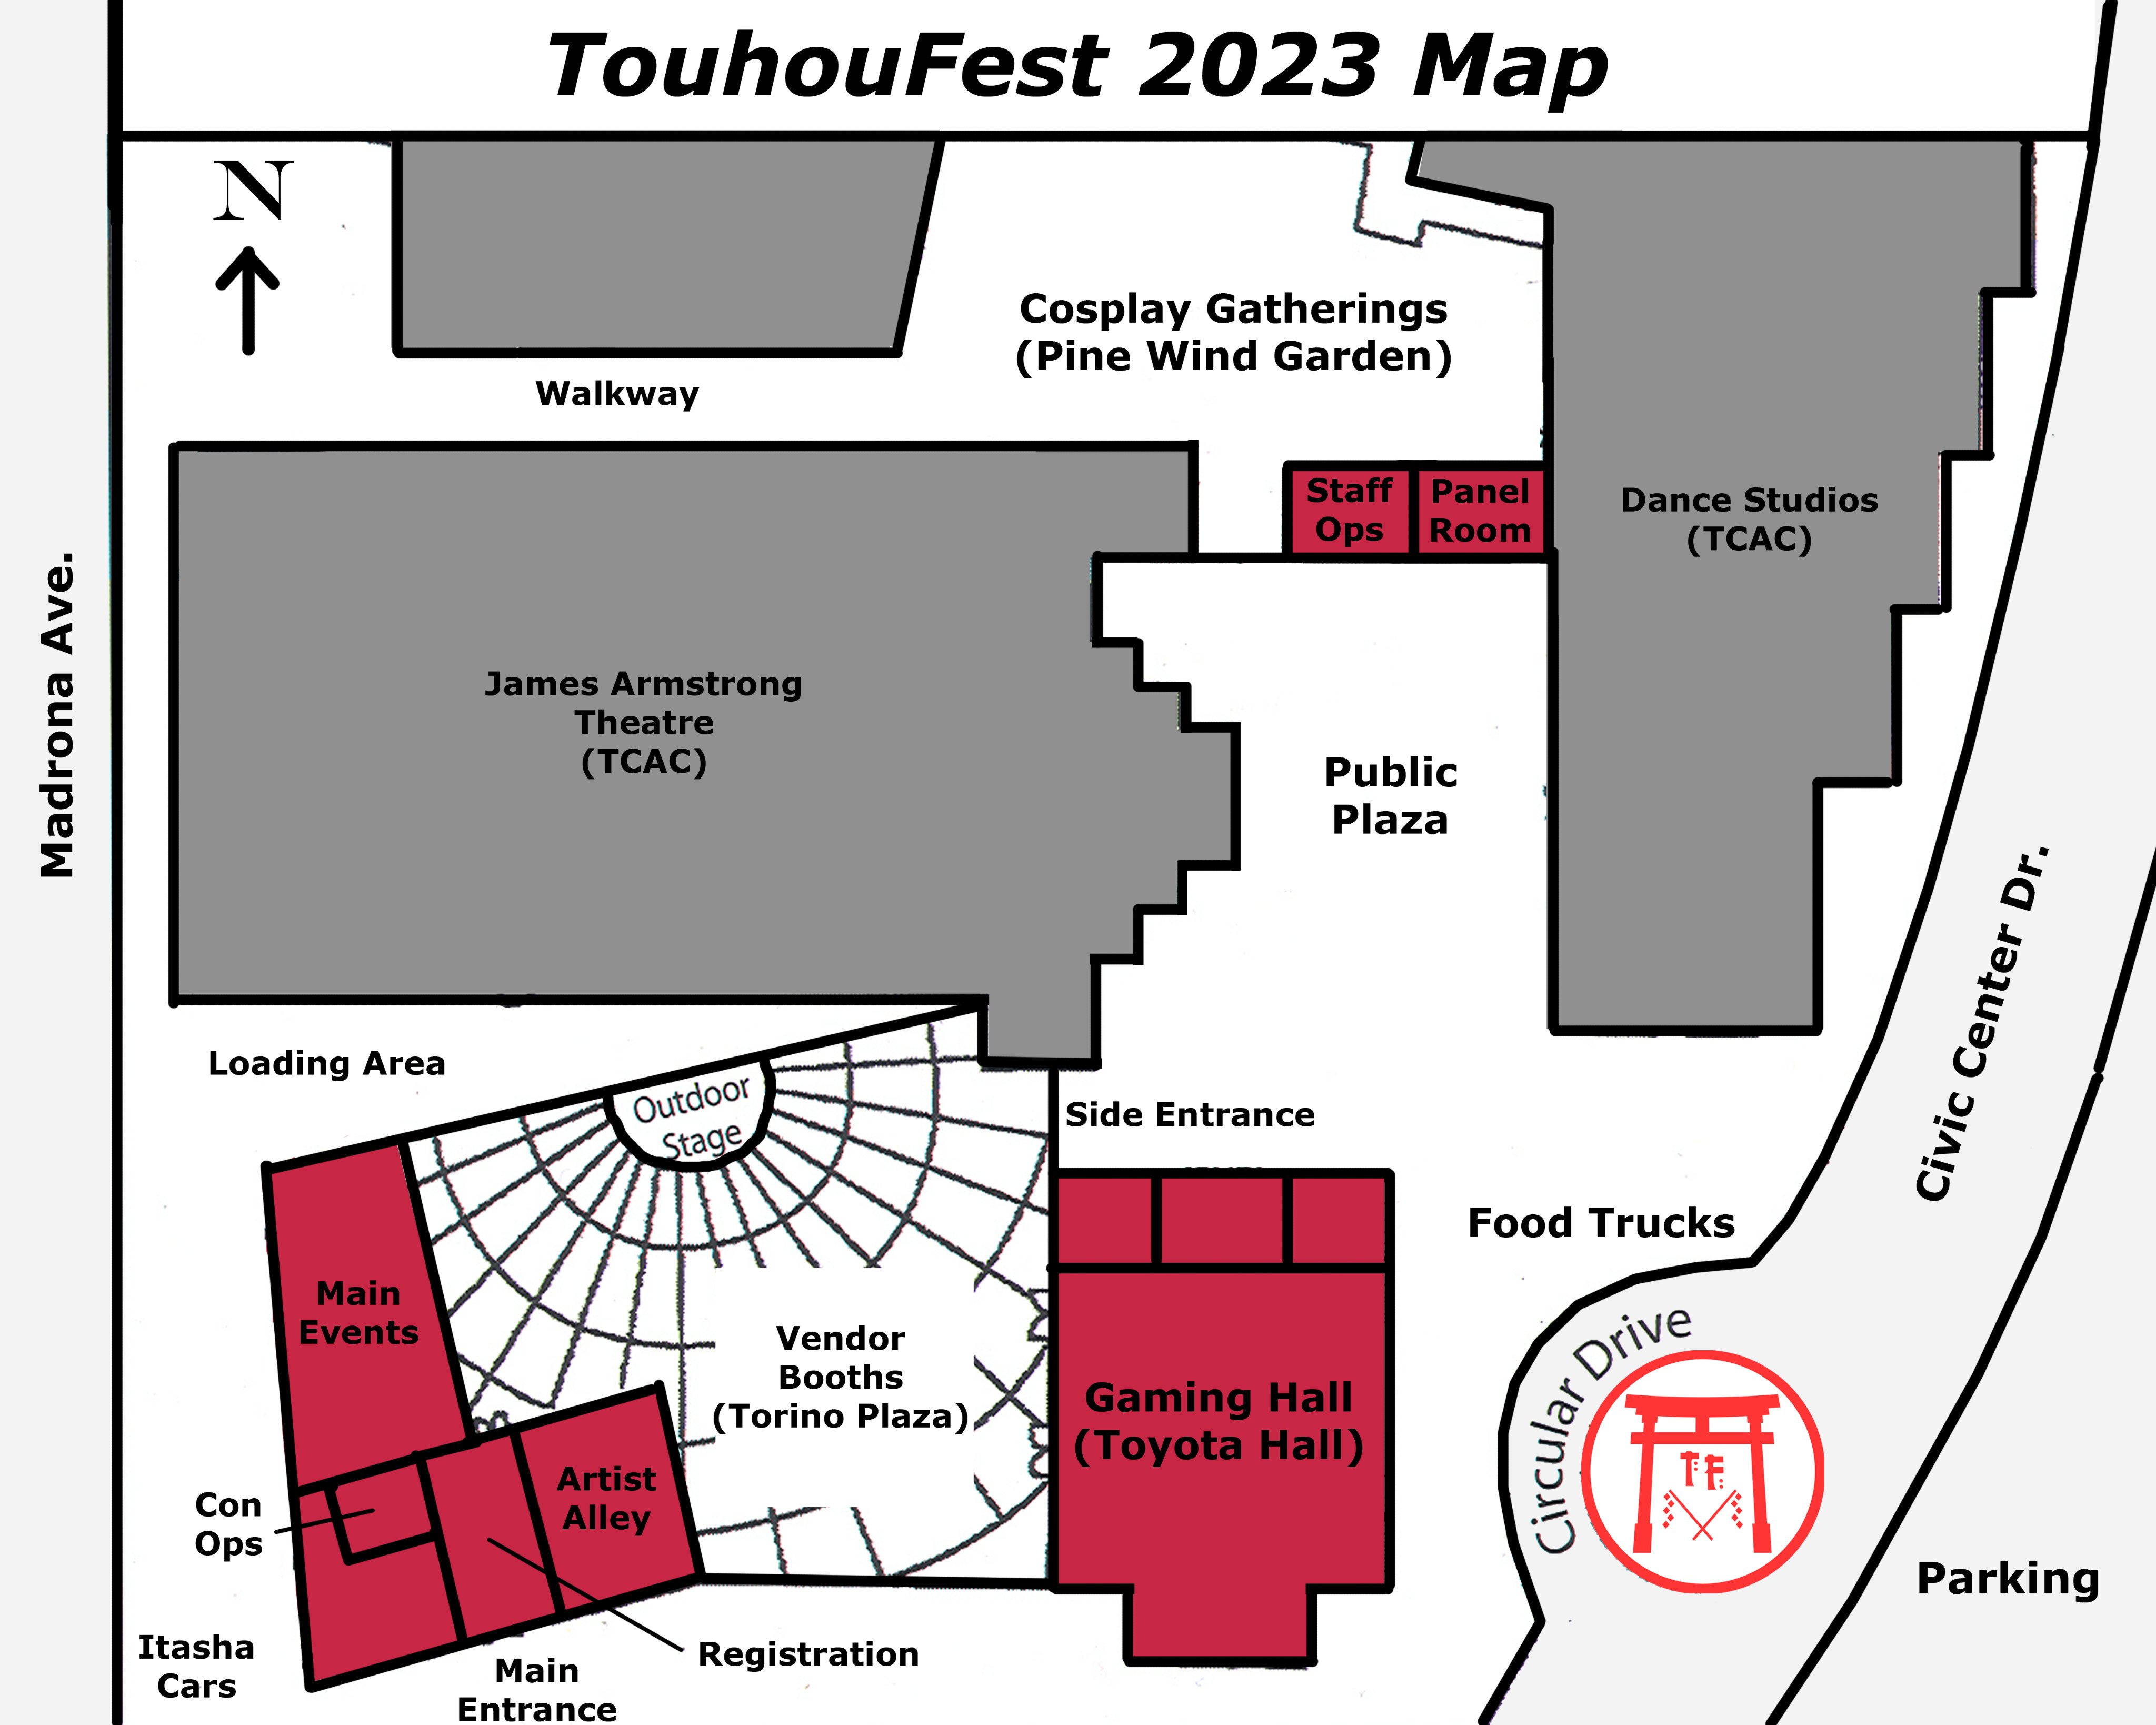 TouhouFest 2023 Map
N
Cosplay Gatherings
(Pine Wind Garden)
Walkway
Staff
Ops
Panel
Room
Dance Studios
(TCAC)
Madrona Ave.
James Armstrong
Theatre
(TCAC)
Public
Plaza
Civic Center Dr.
Loading Area
Outdoor
Stage
Side Entrance
Food Trucks
Main
Events
Vendor
Booths
(Torino Plaza)
Gaming Hall
(Toyota Hall)
Circular Drive
TF
Artist
Alley
Con
Ops
Parking
Itasha
Cars
Registration
Main
Entrance